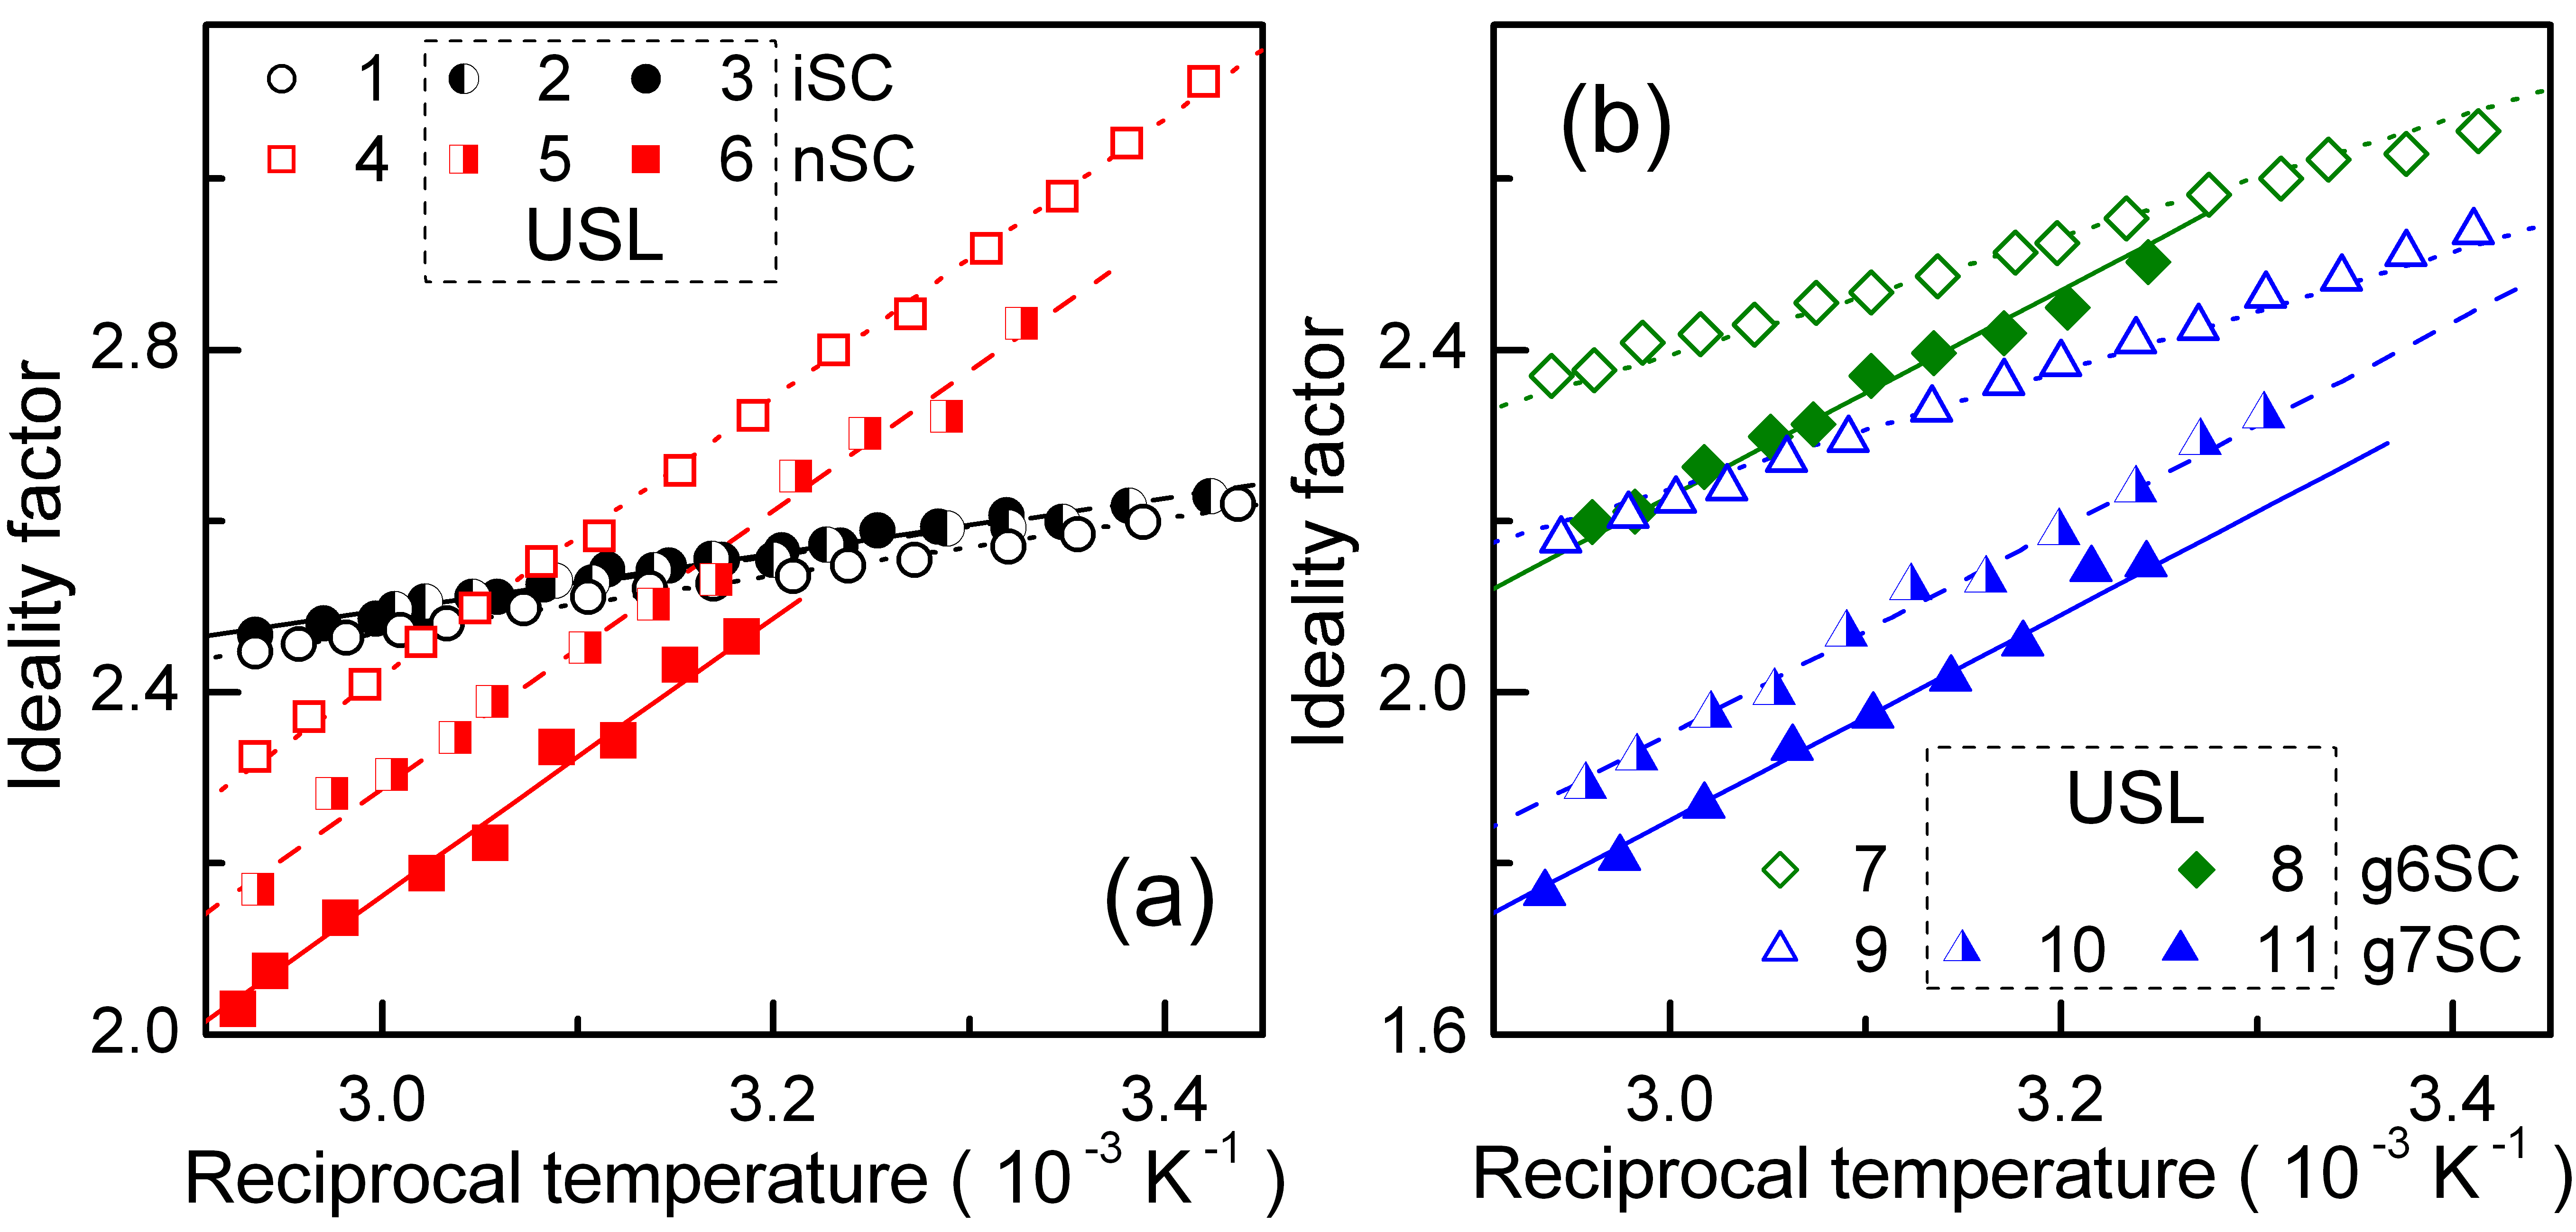 1 2 3 iSC
4 5 6 nSC
USL
2.8
2.4
2.0
Ideality factor
(a)
3.0 3.2 3.4
Reciprocal temperature ( 10⁻³ K⁻¹ )
(b)
2.4
2.0
1.6
Ideality factor
USL
7 8 g6SC
9 10 11 g7SC
3.0 3.2 3.4
Reciprocal temperature ( 10⁻³ K⁻¹ )